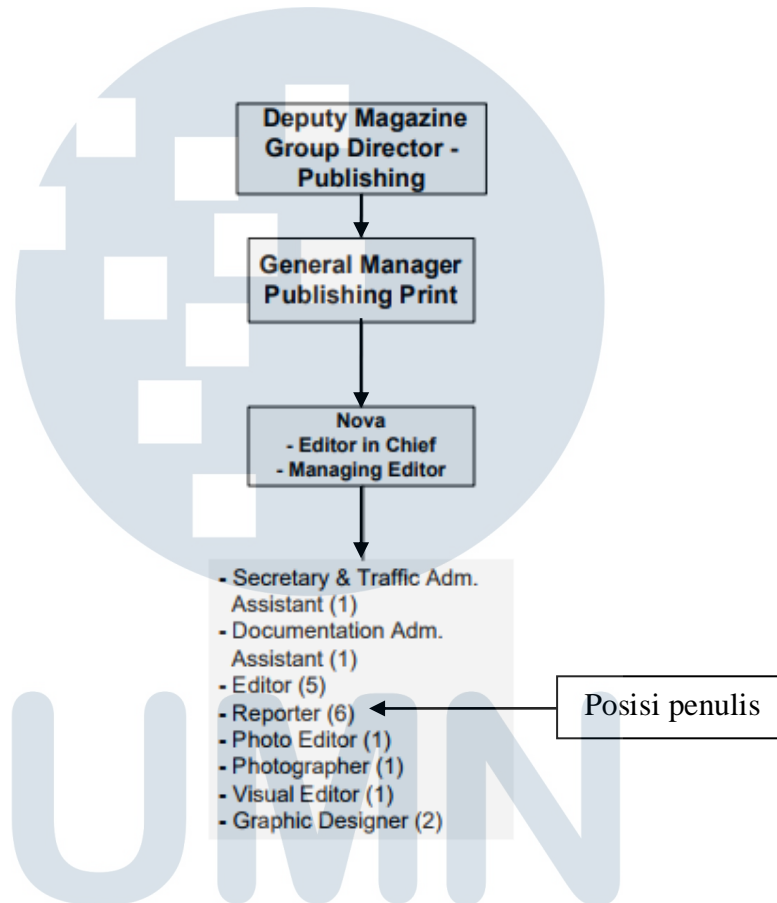 Deputy Magazine
Group Director -
Publishing
General Manager
Publishing Print
Nova
- Editor in Chief
- Managing Editor
- Secretary & Traffic Adm.
Assistant (1)
- Documentation Adm.
Assistant (1)
- Editor (5)
- Reporter (6)
Posisi penulis
- Photo Editor (1)
- Photographer (1)
- Visual Editor (1)
- Graphic Designer (2)
UMN